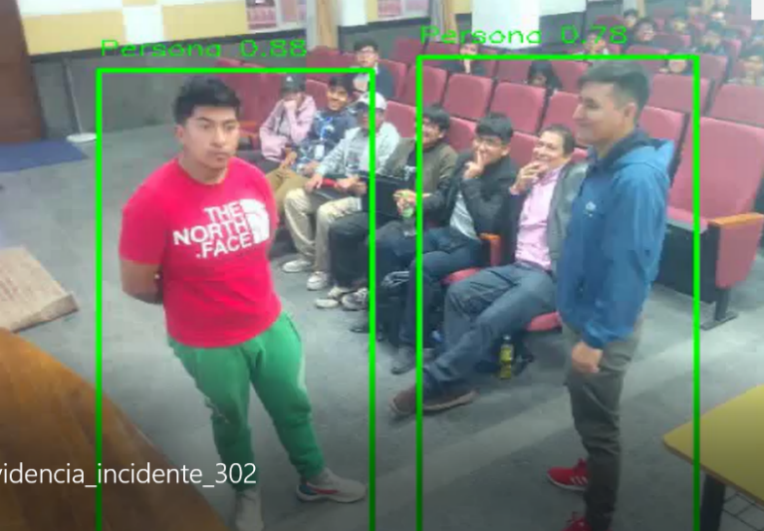 Persona 0.88
Persona 0.78
THE
NORTH
FACE
videncia_incidente_302